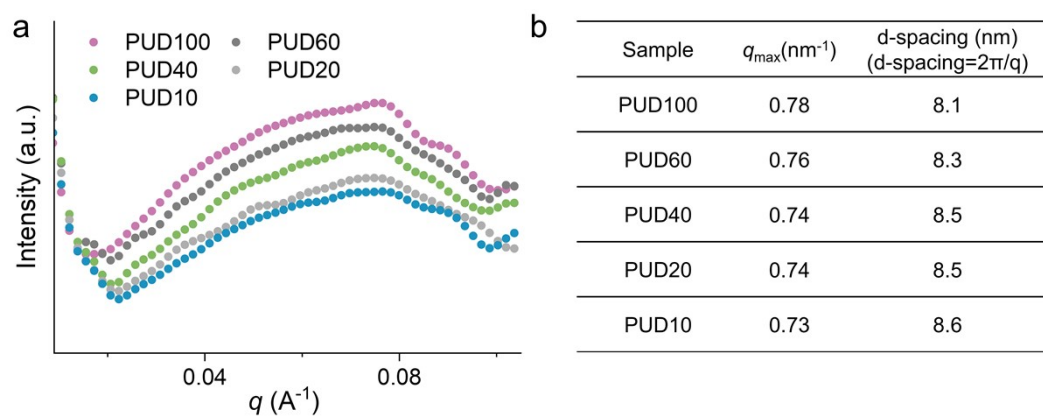 a
PUD100 PUD60
PUD40 PUD20
PUD10
Intensity (a.u.)
0.04 0.08
q (A⁻¹)
b
Sample qmax(nm⁻¹) d-spacing (nm)
(d-spacing=2π/q)
PUD100 0.78 8.1
PUD60 0.76 8.3
PUD40 0.74 8.5
PUD20 0.74 8.5
PUD10 0.73 8.6